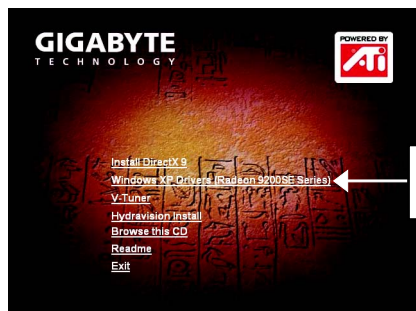 GIGABYTE
TECHNOLOGY
POWERED BY
ATi
Install DirectX 9
Windows XP Drivers (Radeon 9200SE Series)
V-Tuner
Hydravision Install
Browse this CD
Readme
Exit